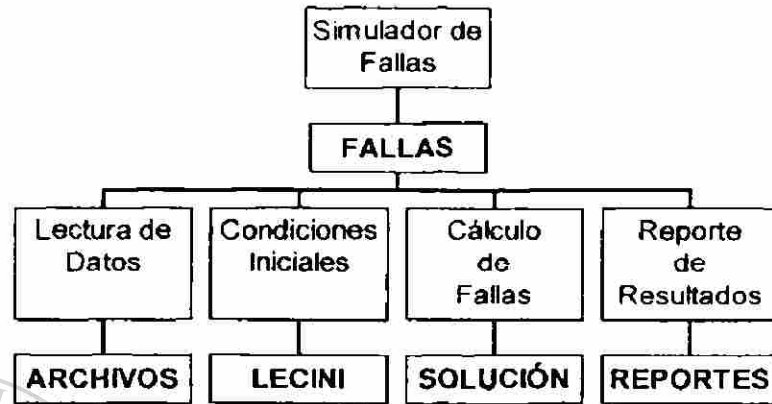 Simulador de
Fallas
FALLAS
Lectura de
Datos
Condiciones
Iniciales
Cálculo
de
Fallas
Reporte
de
Resultados
ARCHIVOS
LECINI
SOLUCIÓN
REPORTES